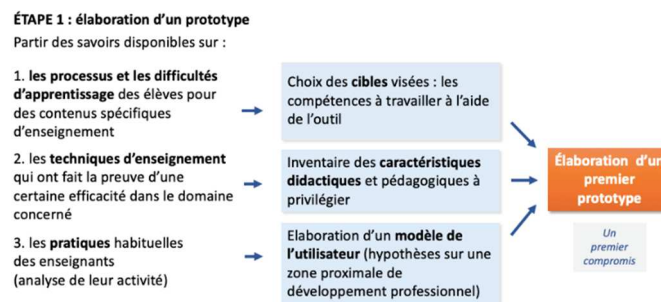 ÉTAPE 1 : élaboration d'un prototype
Partir des savoirs disponibles sur :
1. les processus et les difficultés
d'apprentissage des élèves pour
des contenus spécifiques
d'enseignement
Choix des cibles visées : les
compétences à travailler à l'aide
de l'outil
2. les techniques d'enseignement
qui ont fait la preuve d'une
certaine efficacité dans le domaine
concerné
Inventaire des caractéristiques
didactiques et pédagogiques à
privilégier
3. les pratiques habituelles
des enseignants
(analyse de leur activité)
Elaboration d'un modèle de
l'utilisateur (hypothèses sur une
zone proximale de
développement professionnel)
Élaboration d'un
premier
prototype
Un
premier
compromis